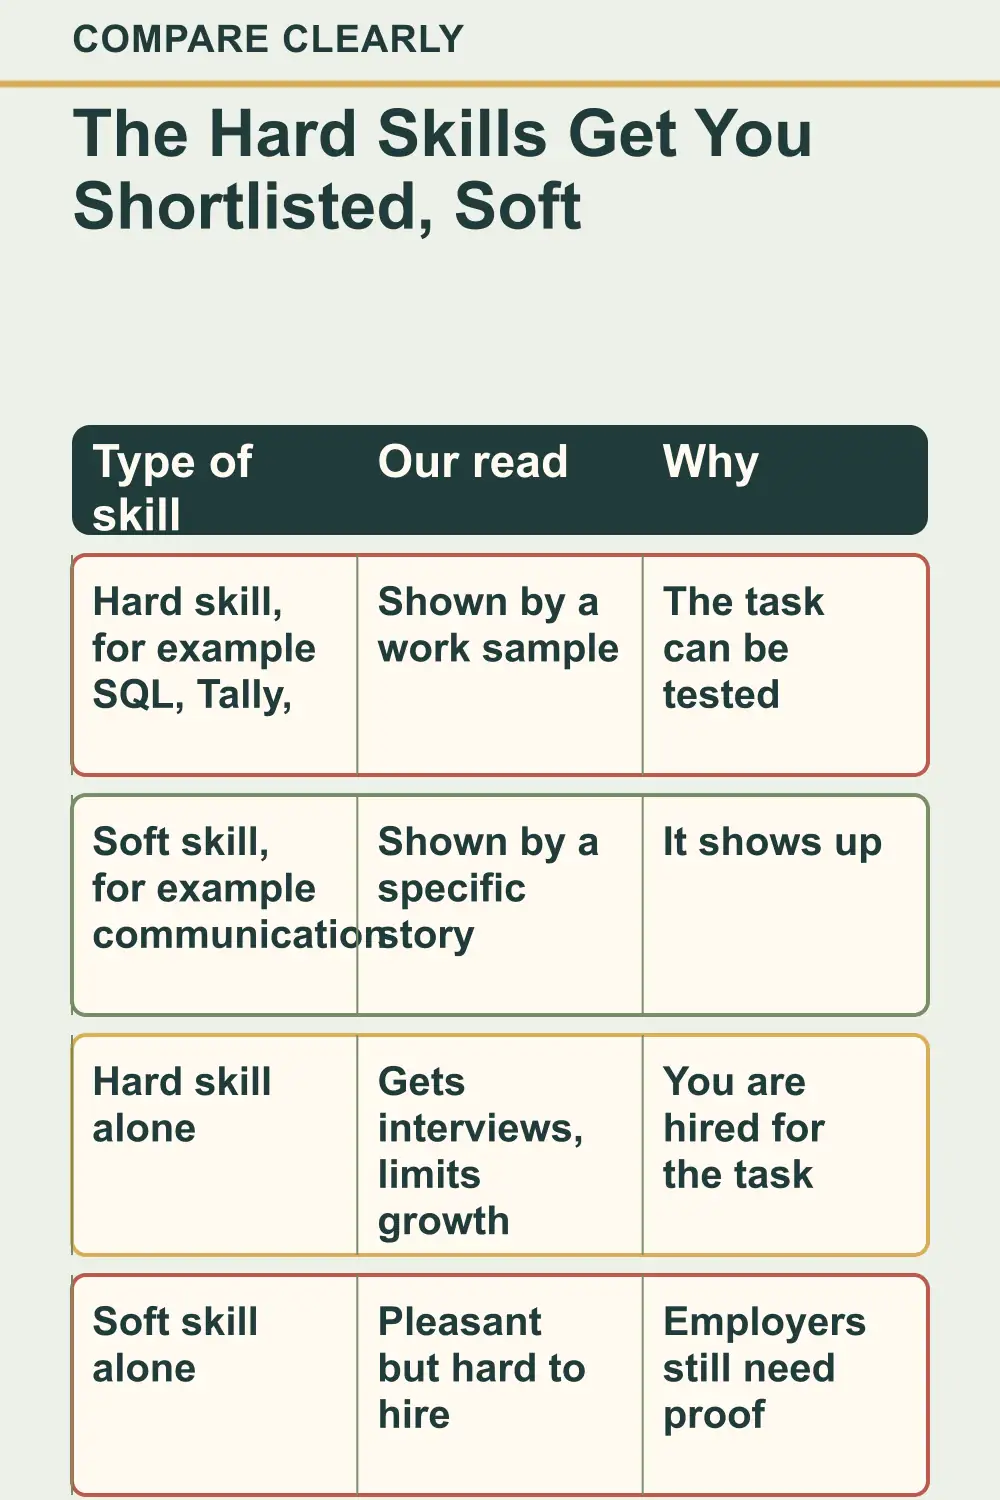 COMPARE CLEARLY
The Hard Skills Get You
Shortlisted, Soft
Type of
skill
Our read
Why
Hard skill,
for example
SQL, Tally,
Shown by a
work sample
The task
can be
tested
Soft skill,
for example
communication
Shown by a
specific
story
It shows up
Hard skill
alone
Gets
interviews,
limits
growth
You are
hired for
the task
Soft skill
alone
Pleasant
but hard to
hire
Employers
still need
proof